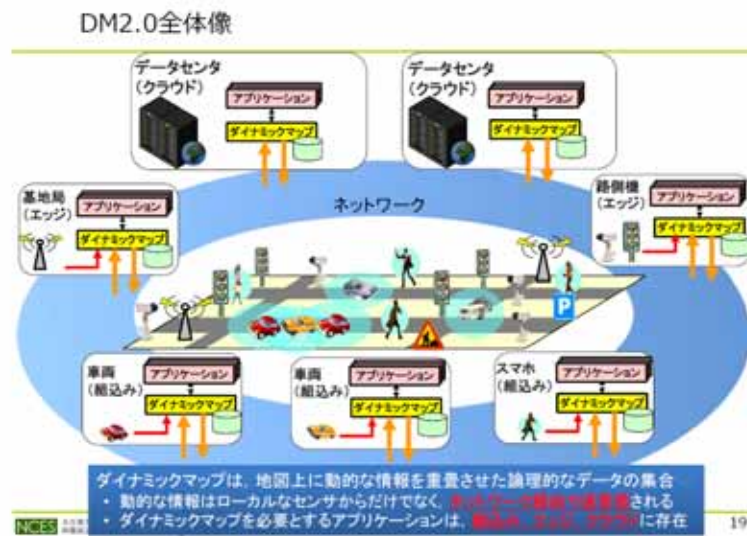 DM2.0全体像
データセンタ
(クラウド)
アプリケーション
ダイナミックマップ
データセンタ
(クラウド)
アプリケーション
ダイナミックマップ
基地局
(エッジ)
アプリケーション
ダイナミックマップ
ネットワーク
路側機
(エッジ)
アプリケーション
ダイナミックマップ
P
車両
(組込み)
アプリケーション
ダイナミックマップ
車両
(組込み)
アプリケーション
ダイナミックマップ
スマホ
(組込み)
アプリケーション
ダイナミックマップ
ダイナミックマップは、地図上に動的な情報を重畳させた論理的なデータの集合
• 動的な情報はローカルなセンサからだけでなく、ネットワーク経由で される
• ダイナミックマップを必要とするアプリケーションは、組込み、エッジ、クラウドに存在
NCES
19